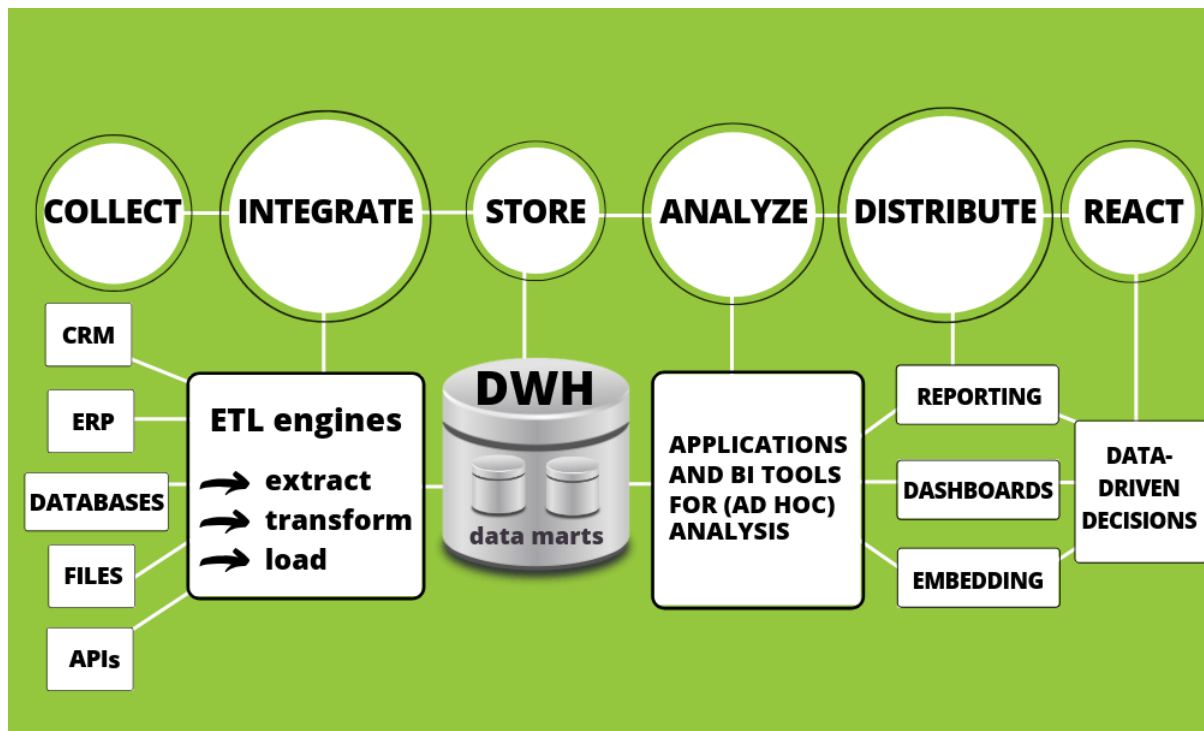 COLLECT
INTEGRATE
STORE
ANALYZE
DISTRIBUTE
REACT
CRM
ERP
DATABASES
FILES
APIs
ETL engines
extract
transform
load
DWH
data marts
APPLICATIONS
AND BI TOOLS
FOR (AD HOC)
ANALYSIS
REPORTING
DASHBOARDS
EMBEDDING
DATA-
DRIVEN
DECISIONS